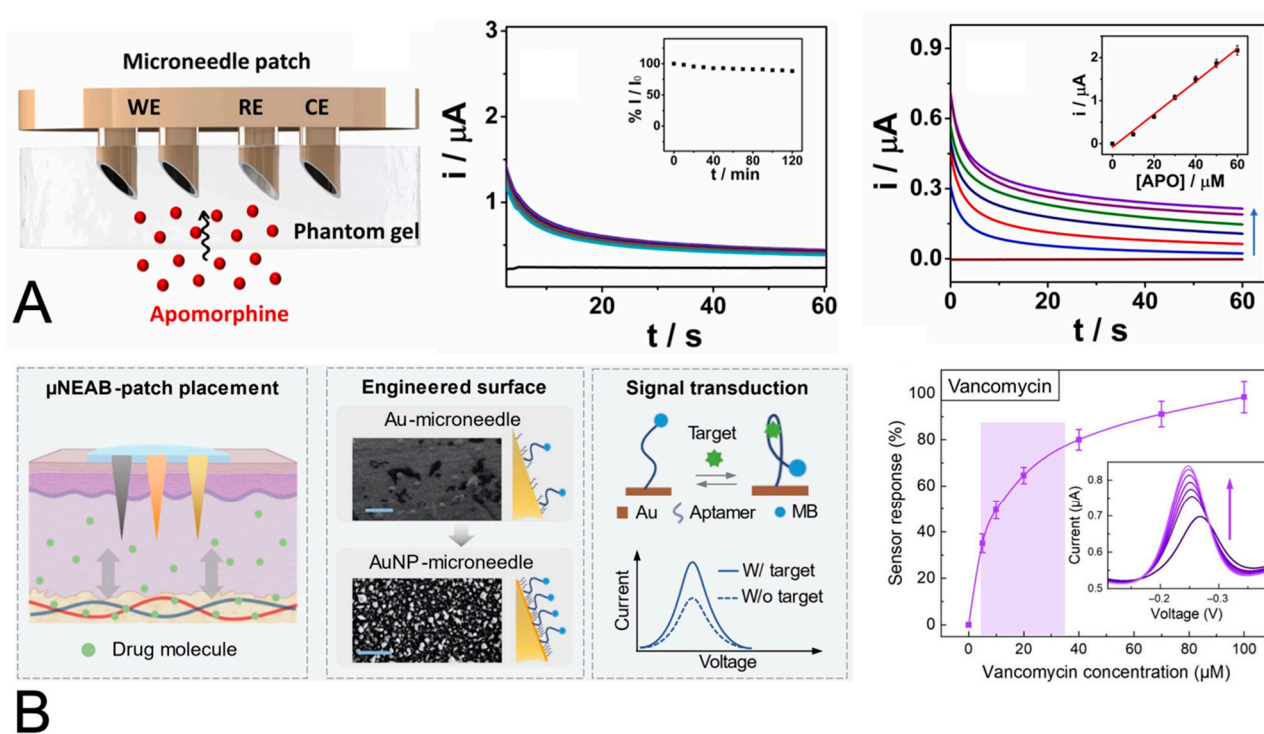 Microneedle patch
WE
RE
CE
Phantom gel
Apomorphine
A
3
2
1
i / µA
20
40
60
t / s
100
75
50
25
0
% I / I₀
0
40
80
120
t / min
0.9
0.6
0.3
0.0
i / µA
0
20
40
60
t / s
2
1
0
i / µA
0
20
40
60
[APO] / µM
µNEAB-patch placement
Drug molecule
Engineered surface
Au-microneedle
AuNP-microneedle
Signal transduction
Target
Au
Aptamer
MB
W/ target
W/o target
Current
Voltage
Vancomycin
100
80
60
40
20
0
Sensor response (%)
0
20
40
60
80
100
Vancomycin concentration (µM)
0.8
0.7
0.6
0.5
Current (µA)
−0.2
−0.3
Voltage (V)
B